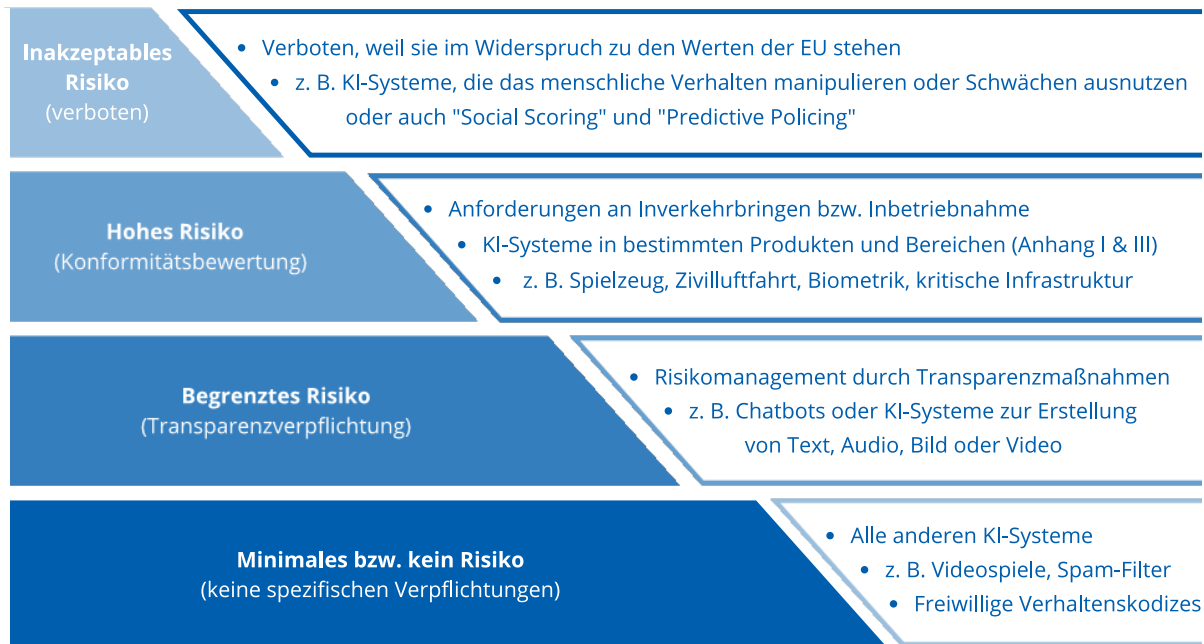 Inakzeptables
Risiko
(verboten)
• Verboten, weil sie im Widerspruch zu den Werten der EU stehen
• z. B. KI-Systeme, die das menschliche Verhalten manipulieren oder Schwächen ausnutzen
oder auch "Social Scoring" und "Predictive Policing"
Hohes Risiko
(Konformitätsbewertung)
• Anforderungen an Inverkehrbringen bzw. Inbetriebnahme
• KI-Systeme in bestimmten Produkten und Bereichen (Anhang I & III)
• z. B. Spielzeug, Zivilluftfahrt, Biometrik, kritische Infrastruktur
Begrenztes Risiko
(Transparenzverpflichtung)
• Risikomanagement durch Transparenzmaßnahmen
• z. B. Chatbots oder KI-Systeme zur Erstellung
von Text, Audio, Bild oder Video
Minimales bzw. kein Risiko
(keine spezifischen Verpflichtungen)
• Alle anderen KI-Systeme
• z. B. Videospiele, Spam-Filter
• Freiwillige Verhaltenskodizes